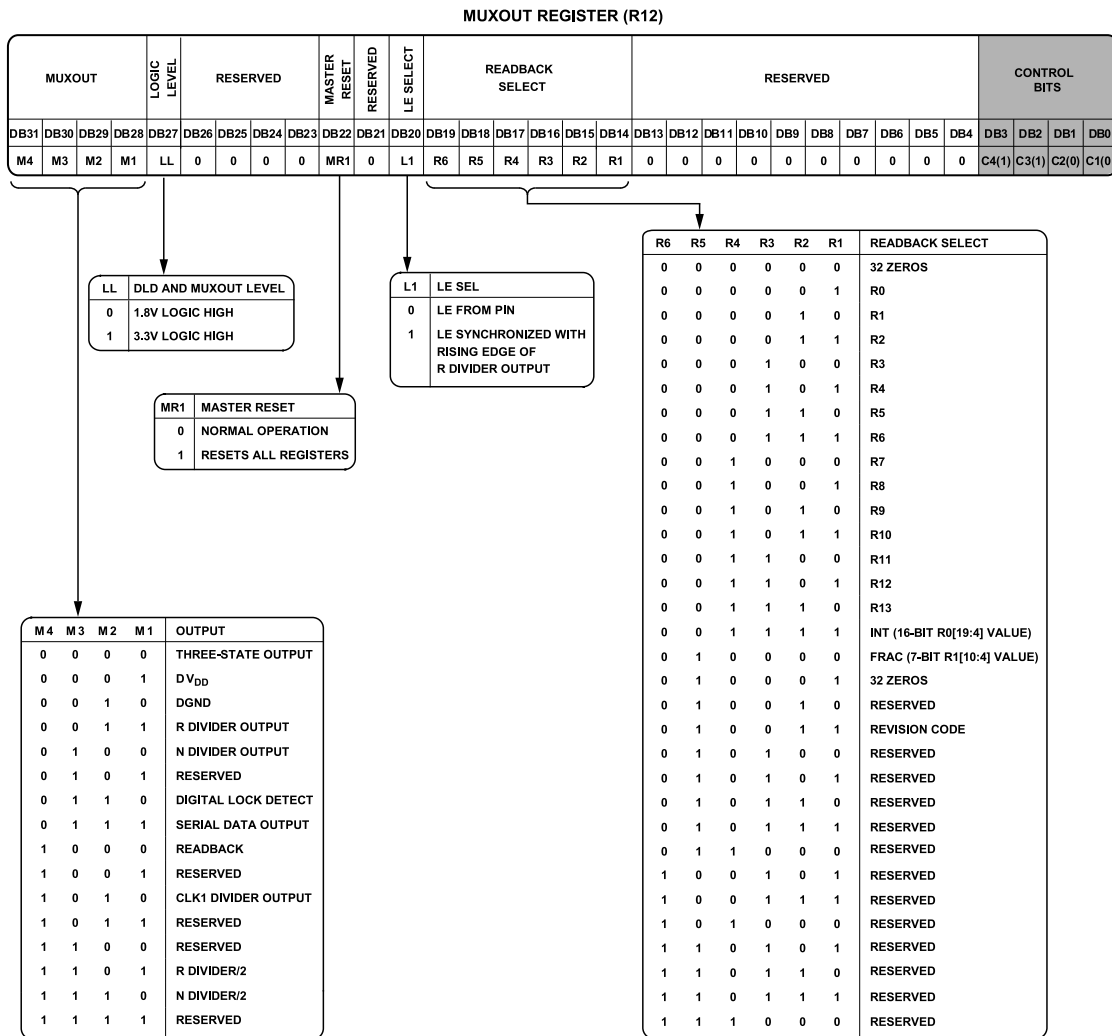 MUXOUT REGISTER (R12)
MUXOUT
LOGIC LEVEL
RESERVED
MASTER RESET
RESERVED
LE SELECT
READBACK SELECT
RESERVED
CONTROL BITS
DB31 DB30 DB29 DB28 DB27 DB26 DB25 DB24 DB23 DB22 DB21 DB20 DB19 DB18 DB17 DB16 DB15 DB14 DB13 DB12 DB11 DB10 DB9 DB8 DB7 DB6 DB5 DB4 DB3 DB2 DB1 DB0
M4 M3 M2 M1 LL 0 0 0 0 MR1 0 L1 R6 R5 R4 R3 R2 R1 0 0 0 0 0 0 0 0 0 0 C4(1) C3(1) C2(0) C1(0
LL DLD AND MUXOUT LEVEL
0 1.8V LOGIC HIGH
1 3.3V LOGIC HIGH
L1 LE SEL
0 LE FROM PIN
1 LE SYNCHRONIZED WITH
RISING EDGE OF
R DIVIDER OUTPUT
MR1 MASTER RESET
0 NORMAL OPERATION
1 RESETS ALL REGISTERS
M4 M3 M2 M1 OUTPUT
0 0 0 0 THREE-STATE OUTPUT
0 0 0 1 DVDD
0 0 1 0 DGND
0 0 1 1 R DIVIDER OUTPUT
0 1 0 0 N DIVIDER OUTPUT
0 1 0 1 RESERVED
0 1 1 0 DIGITAL LOCK DETECT
0 1 1 1 SERIAL DATA OUTPUT
1 0 0 0 READBACK
1 0 0 1 RESERVED
1 0 1 0 CLK1 DIVIDER OUTPUT
1 0 1 1 RESERVED
1 1 0 0 RESERVED
1 1 0 1 R DIVIDER/2
1 1 1 0 N DIVIDER/2
1 1 1 1 RESERVED
R6 R5 R4 R3 R2 R1 READBACK SELECT
0 0 0 0 0 0 32 ZEROS
0 0 0 0 0 1 R0
0 0 0 0 1 0 R1
0 0 0 0 1 1 R2
0 0 0 1 0 0 R3
0 0 0 1 0 1 R4
0 0 0 1 1 0 R5
0 0 0 1 1 1 R6
0 0 1 0 0 0 R7
0 0 1 0 0 1 R8
0 0 1 0 1 0 R9
0 0 1 0 1 1 R10
0 0 1 1 0 0 R11
0 0 1 1 0 1 R12
0 0 1 1 1 0 R13
0 0 1 1 1 1 INT (16-BIT R0[19:4] VALUE)
0 1 0 0 0 0 FRAC (7-BIT R1[10:4] VALUE)
0 1 0 0 0 1 32 ZEROS
0 1 0 0 1 0 RESERVED
0 1 0 0 1 1 REVISION CODE
0 1 0 1 0 0 RESERVED
0 1 0 1 0 1 RESERVED
0 1 0 1 1 0 RESERVED
0 1 0 1 1 1 RESERVED
0 1 1 0 0 0 RESERVED
1 0 0 1 0 1 RESERVED
1 0 0 1 1 1 RESERVED
1 0 1 0 0 0 RESERVED
1 1 0 1 0 1 RESERVED
1 1 0 1 1 0 RESERVED
1 1 0 1 1 1 RESERVED
1 1 1 0 0 0 RESERVED